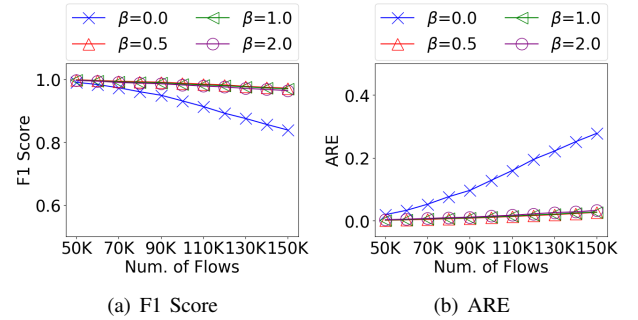 β=0.0 β=1.0
β=0.5 β=2.0
1.0
0.8
0.6
F1 Score
50K 70K 90K 110K 130K 150K
Num. of Flows
(a) F1 Score
β=0.0 β=1.0
β=0.5 β=2.0
0.4
0.2
0.0
ARE
50K 70K 90K 110K 130K 150K
Num. of Flows
(b) ARE